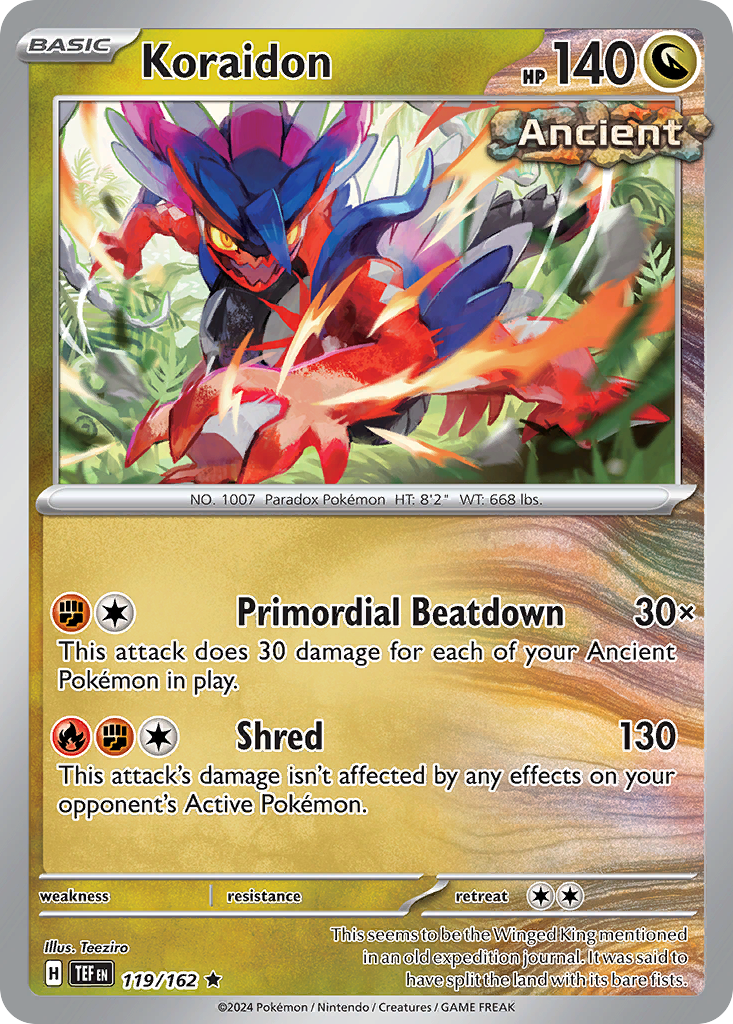 BASIC
Koraidon
HP 140
Ancient
NO. 1007 Paradox Pokémon HT: 8'2" WT: 668 lbs.
Primordial Beatdown 30×
This attack does 30 damage for each of your Ancient
Pokémon in play.
Shred 130
This attack's damage isn't affected by any effects on your
opponent's Active Pokémon.
weakness resistance retreat
Illus. Teeziro
This seems to be the Winged King mentioned
in an old expedition journal. It was said to
have split the land with its bare fists.
H TEF EN 119/162 ★
©2024 Pokémon / Nintendo / Creatures / GAME FREAK